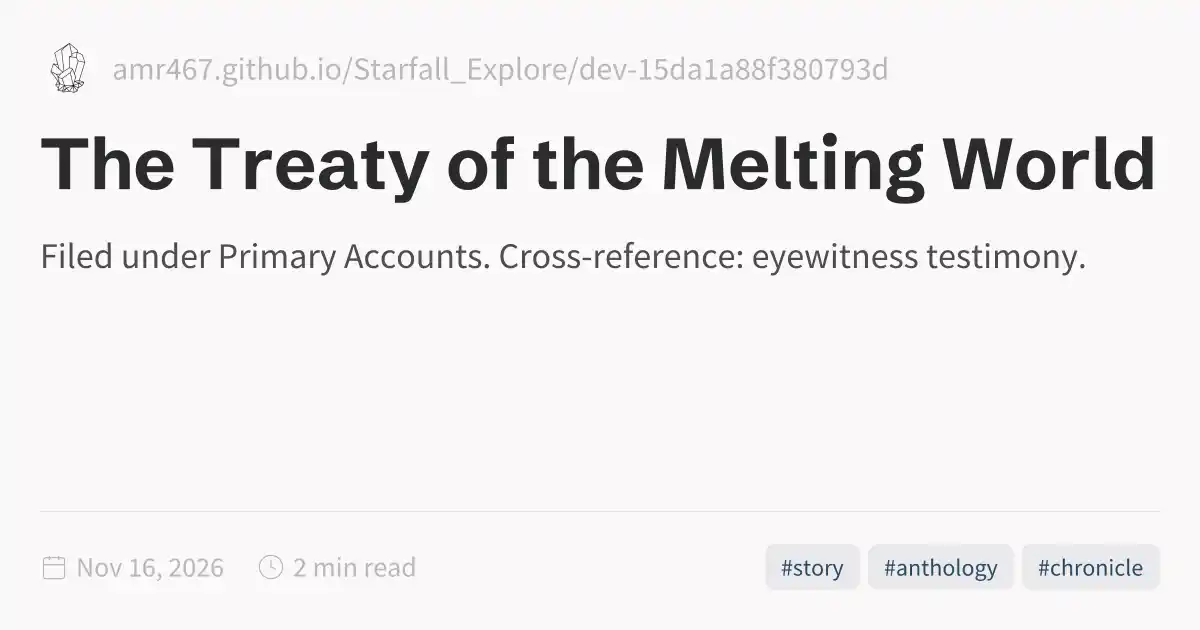 amr467.github.io/Starfall_Explore/dev-15da1a88f380793d
The Treaty of the Melting World
Filed under Primary Accounts. Cross-reference: eyewitness testimony.
Nov 16, 2026
2 min read
#story
#anthology
#chronicle